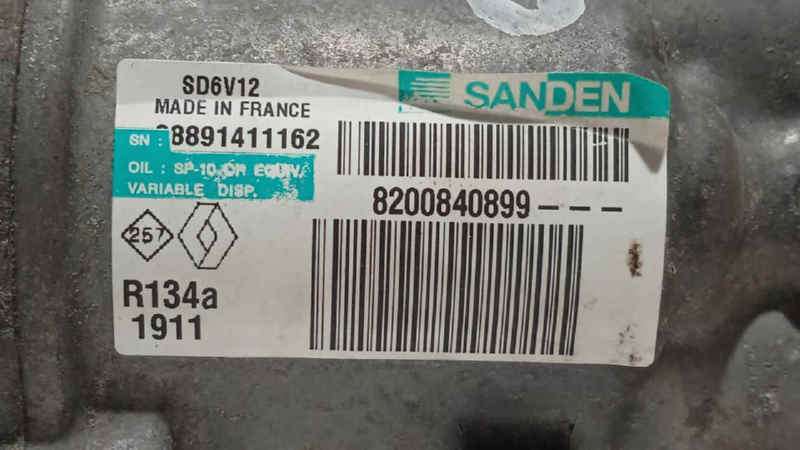 SD6V12
MADE IN FRANCE
SANDEN
SN :
8891411162
OIL : SP-10 OR EQUIV.
VARIABLE DISP.
8200840899---
257
R134a
1911